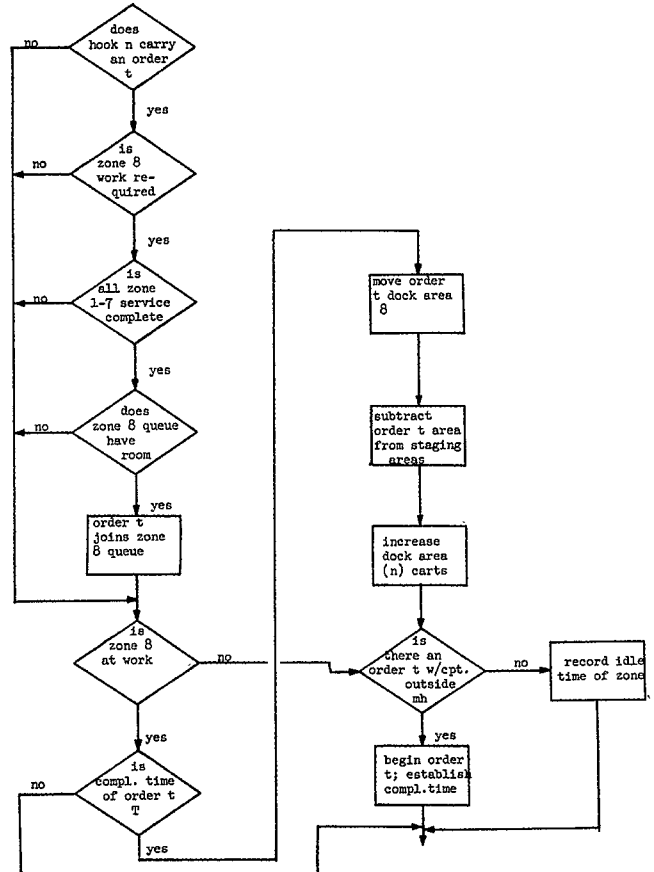 does
hook n carry
an order
t
no
yes
is
zone 8
work re-
quired
no
yes
is
all zone
1-7 service
complete
no
yes
does
zone 8 queue
have
room
no
yes
order t
joins zone
8 queue
is
zone 8
at work
no
yes
is
compl. time
of order t
T
no
yes
move order
t dock area
8
subtract
order t area
from staging
areas
increase
dock area
(n) carts
is
there an
order t w/cpt.
outside
mh
no
record idle
time of zone
yes
begin order
t; establish
compl.time